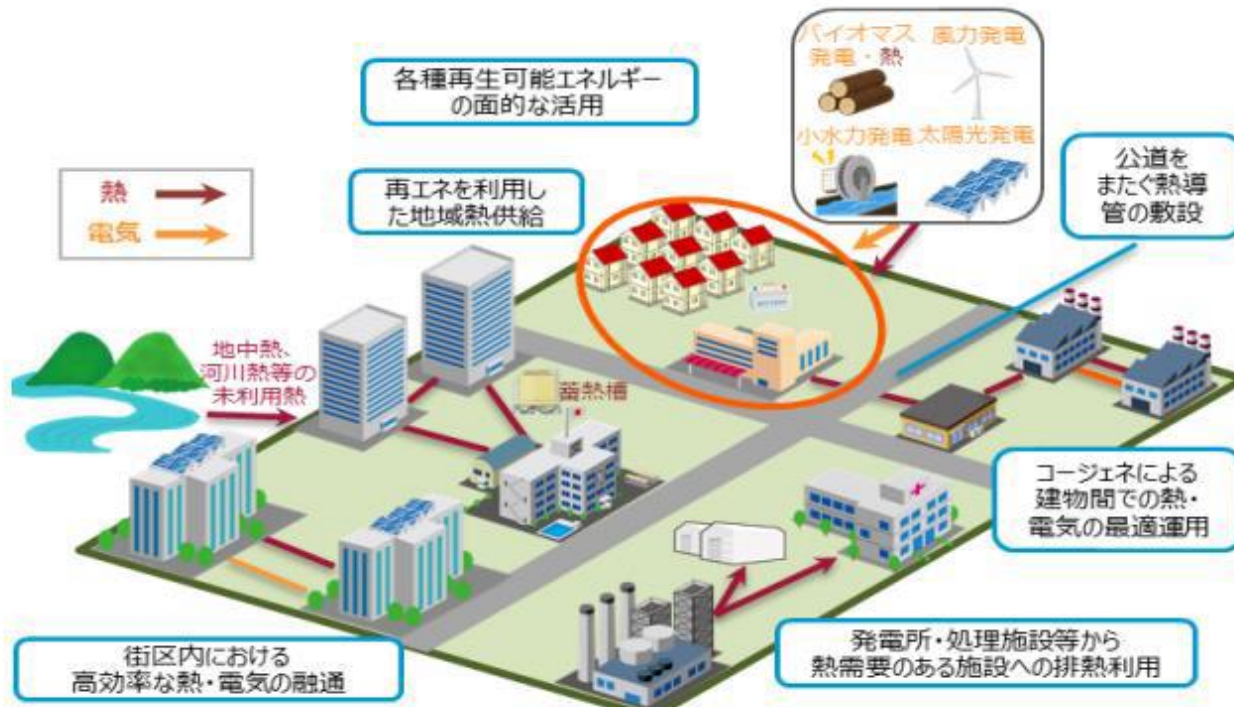 バイオマス
発電・熱
風力発電
小水力発電
太陽光発電
各種再生可能エネルギー
の面的な活用
熱
電気
再エネを利用し
た地域熱供給
公道を
またぐ熱導
管の敷設
地中熱、
河川熱等の
未利用熱
蓄熱槽
コージェネによる
建物間での熱・
電気の最適運用
街区内における
高効率な熱・電気の融通
発電所・処理施設等から
熱需要のある施設への排熱利用